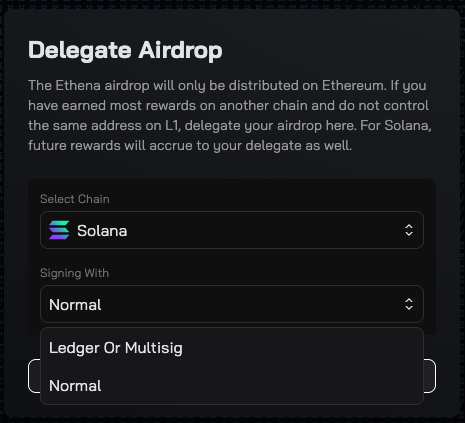 Delegate Airdrop
The Ethena airdrop will only be distributed on Ethereum. If you
have earned most rewards on another chain and do not control
the same address on L1, delegate your airdrop here. For Solana,
future rewards will accrue to your delegate as well.
Select Chain
Solana
Signing With
Normal
Ledger Or Multisig
Normal